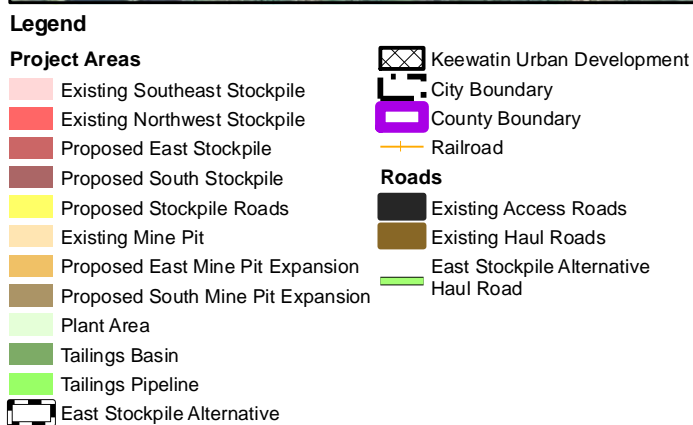 Legend
Project Areas
Existing Southeast Stockpile
Existing Northwest Stockpile
Proposed East Stockpile
Proposed South Stockpile
Proposed Stockpile Roads
Existing Mine Pit
Proposed East Mine Pit Expansion
Proposed South Mine Pit Expansion
Plant Area
Tailings Basin
Tailings Pipeline
East Stockpile Alternative
Keewatin Urban Development
City Boundary
County Boundary
Railroad
Roads
Existing Access Roads
Existing Haul Roads
East Stockpile Alternative
Haul Road